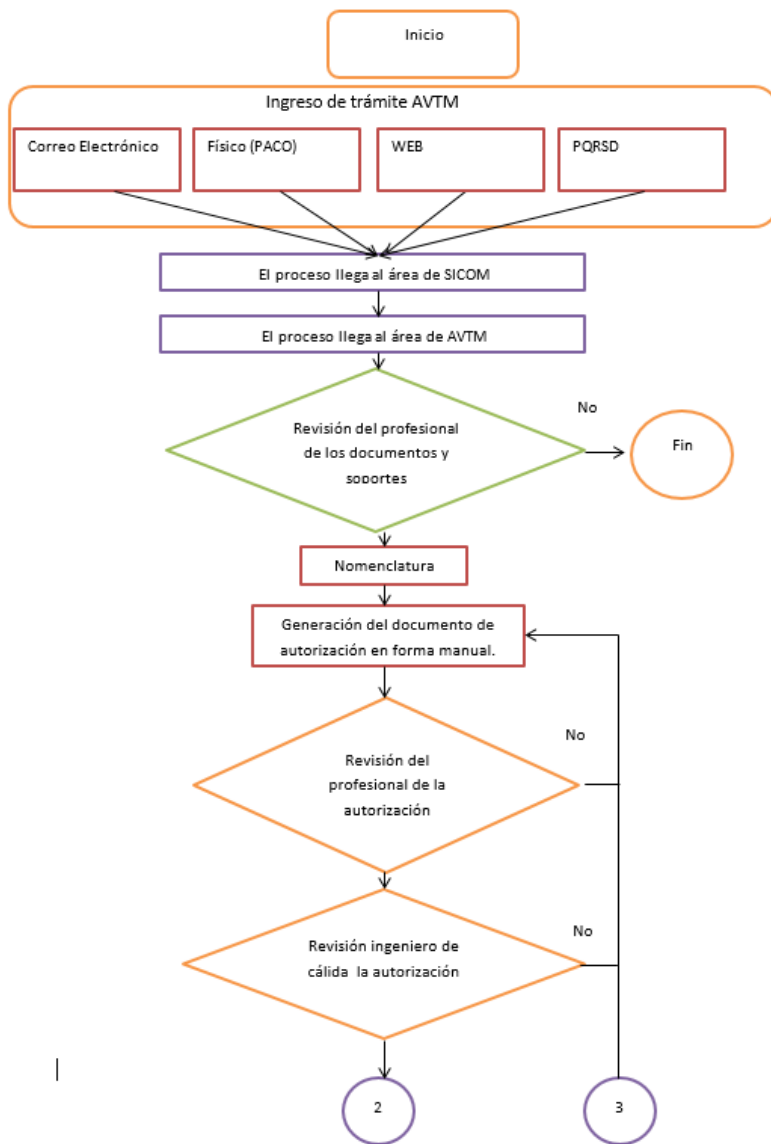 Inicio
Ingreso de trámite AVTM
Correo Electrónico
Físico (PACO)
WEB
PQRSD
El proceso llega al área de SICOM
El proceso llega al área de AVTM
Revisión del profesional
de los documentos y
soportes
No
Fin
Nomenclatura
Generación del documento de
autorización en forma manual.
Revisión del
profesional de la
autorización
No
Revisión ingeniero de
cálida la autorización
No
2
3